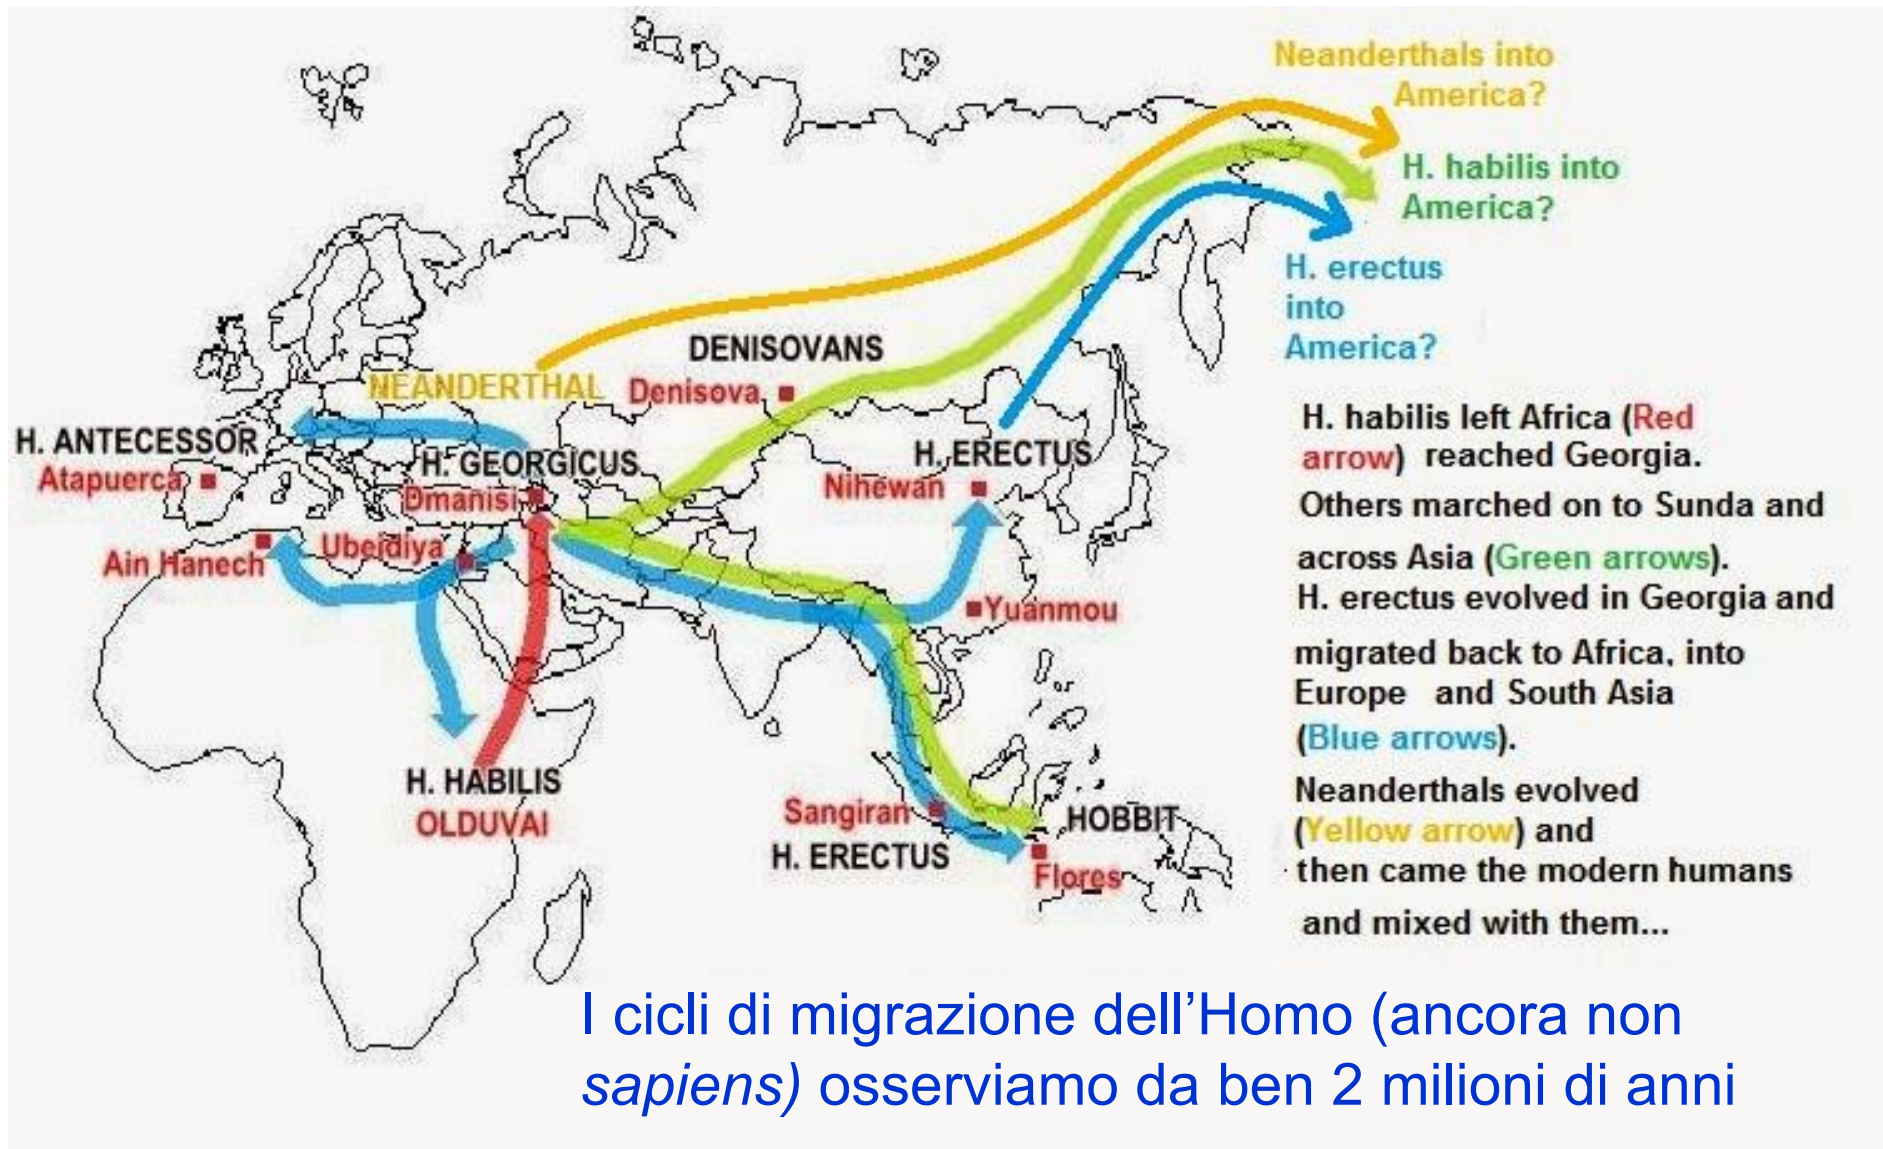 Neanderthals into
America?
H. habilis into
America?
H. erectus
into
America?
DENISOVANS
Denisova
NEANDERTHAL
H. ANTECESSOR
Atapuerca
H. GEORGICUS
Dmanisi
H. ERECTUS
Nihewan
Ain Hanech
Ubeidiya
Yuanmou
H. HABILIS
OLDUVAI
Sangiran
H. ERECTUS
HOBBIT
Flores
H. habilis left Africa (Red
arrow) reached Georgia.
Others marched on to Sunda and
across Asia (Green arrows).
H. erectus evolved in Georgia and
migrated back to Africa, into
Europe and South Asia
(Blue arrows).
Neanderthals evolved
(Yellow arrow) and
then came the modern humans
and mixed with them...
I cicli di migrazione dell’Homo (ancora non
sapiens) osserviamo da ben 2 milioni di anni